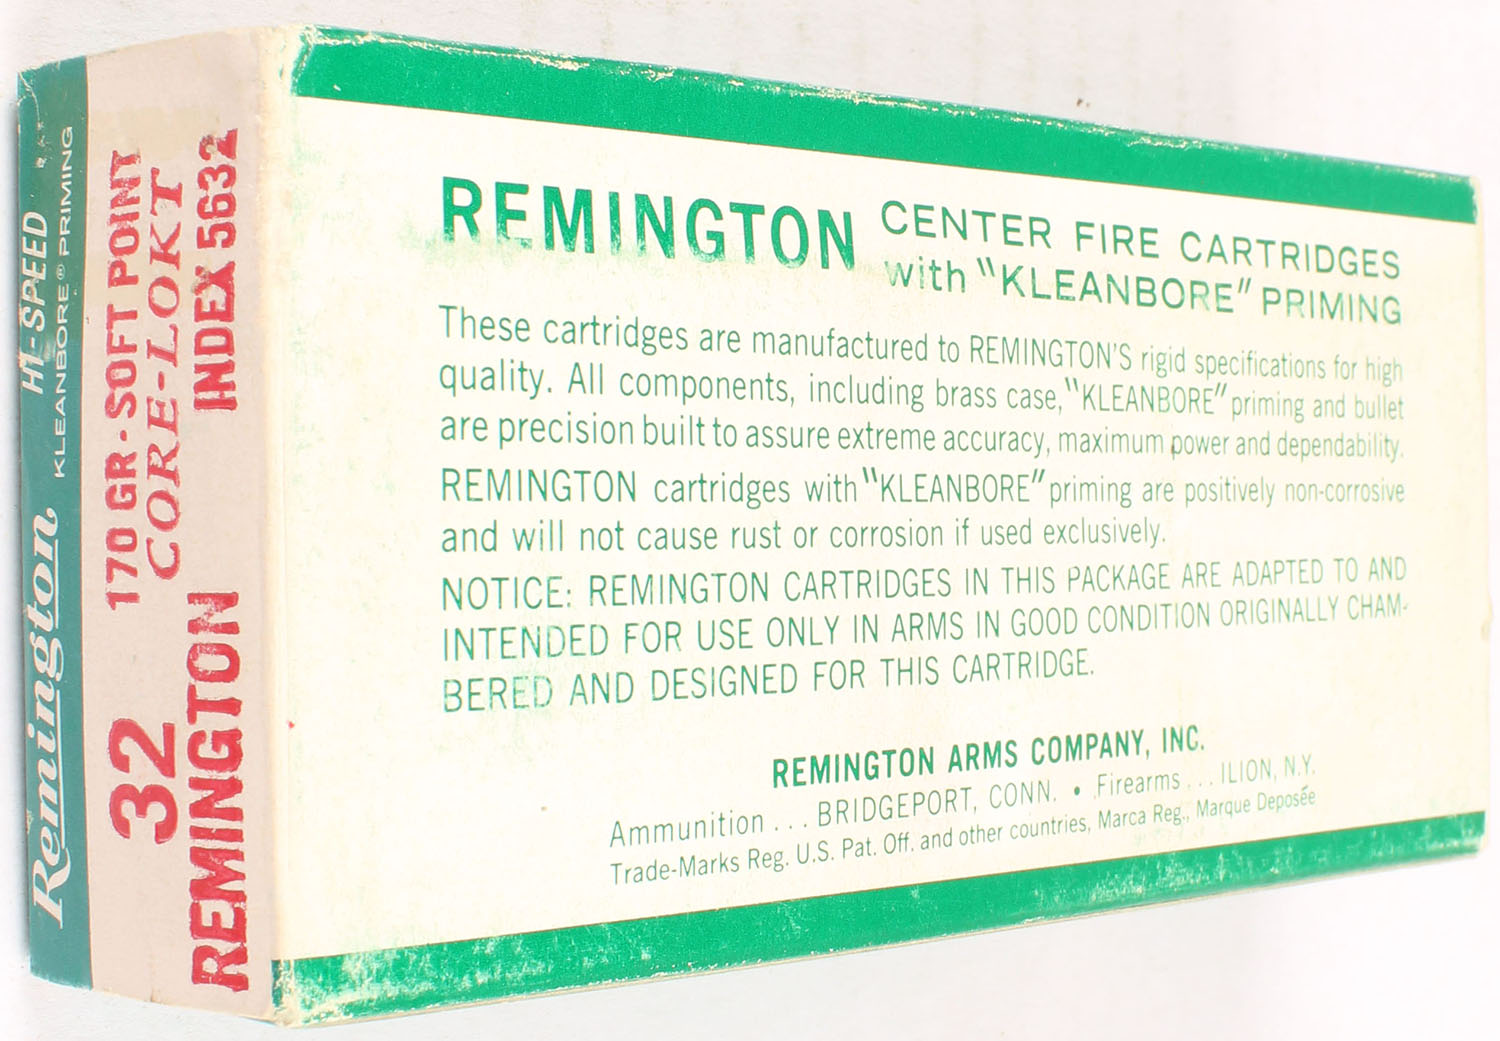 Remington HI-SPEED
KLEANBORE® PRIMING
32 170 GR·SOFT POINT
CORE-LOKT
REMINGTON INDEX 5632
REMINGTON CENTER FIRE CARTRIDGES
with "KLEANBORE" PRIMING
These cartridges are manufactured to REMINGTON'S rigid specifications for high
quality. All components, including brass case, "KLEANBORE" priming and bullet
are precision built to assure extreme accuracy, maximum power and dependability.
REMINGTON cartridges with "KLEANBORE" priming are positively non-corrosive
and will not cause rust or corrosion if used exclusively.
NOTICE: REMINGTON CARTRIDGES IN THIS PACKAGE ARE ADAPTED TO AND
INTENDED FOR USE ONLY IN ARMS IN GOOD CONDITION ORIGINALLY CHAM-
BERED AND DESIGNED FOR THIS CARTRIDGE.
REMINGTON ARMS COMPANY, INC.
Ammunition . . . BRIDGEPORT, CONN. • Firearms . . . ILION, N.Y.
Trade-Marks Reg. U.S. Pat. Off. and other countries, Marca Reg., Marque Deposée